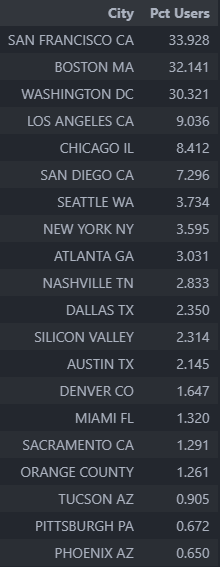 City Pct Users
SAN FRANCISCO CA 33.928
BOSTON MA 32.141
WASHINGTON DC 30.321
LOS ANGELES CA 9.036
CHICAGO IL 8.412
SAN DIEGO CA 7.296
SEATTLE WA 3.734
NEW YORK NY 3.595
ATLANTA GA 3.031
NASHVILLE TN 2.833
DALLAS TX 2.350
SILICON VALLEY 2.314
AUSTIN TX 2.145
DENVER CO 1.647
MIAMI FL 1.320
SACRAMENTO CA 1.291
ORANGE COUNTY 1.261
TUCSON AZ 0.905
PITTSBURGH PA 0.672
PHOENIX AZ 0.650